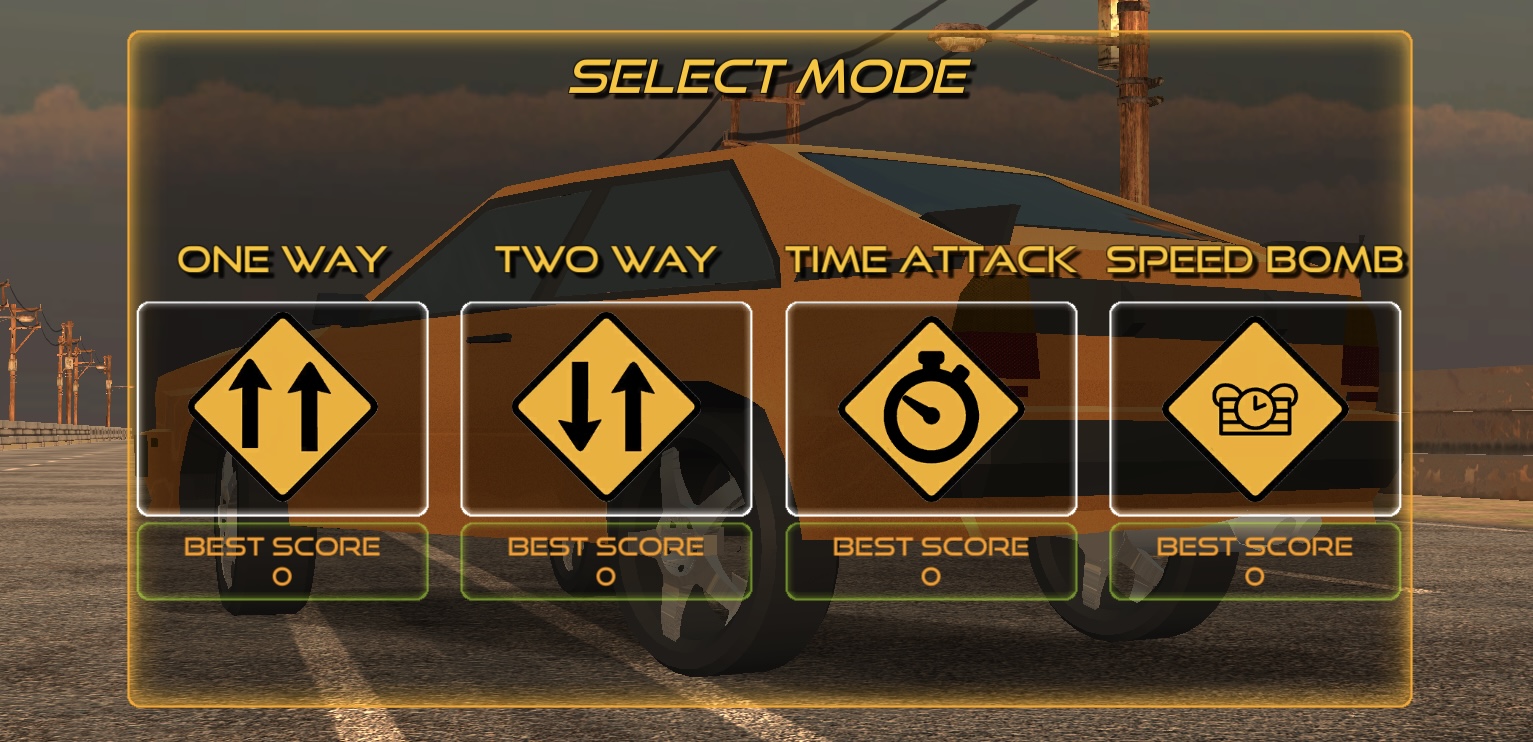 SELECT MODE
ONE WAY
TWO WAY
TIME ATTACK
SPEED BOMB
BEST SCORE
0
BEST SCORE
0
BEST SCORE
0
BEST SCORE
0